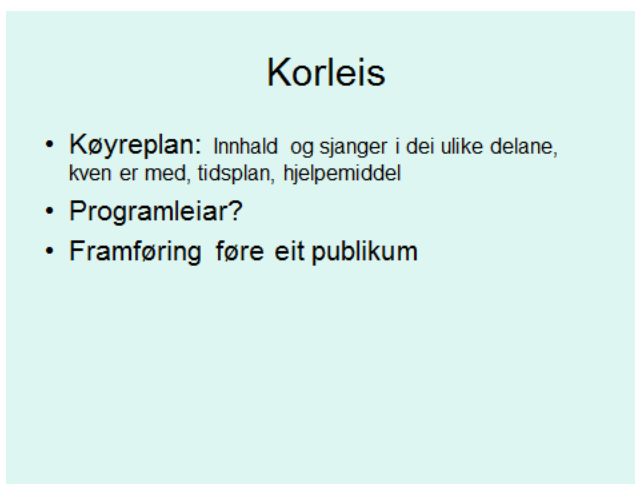 Korleis
• Køyreplan: Innhald og sjanger i dei ulike delane,
kven er med, tidsplan, hjelpemiddel
• Programleiar?
• Framføring føre eit publikum